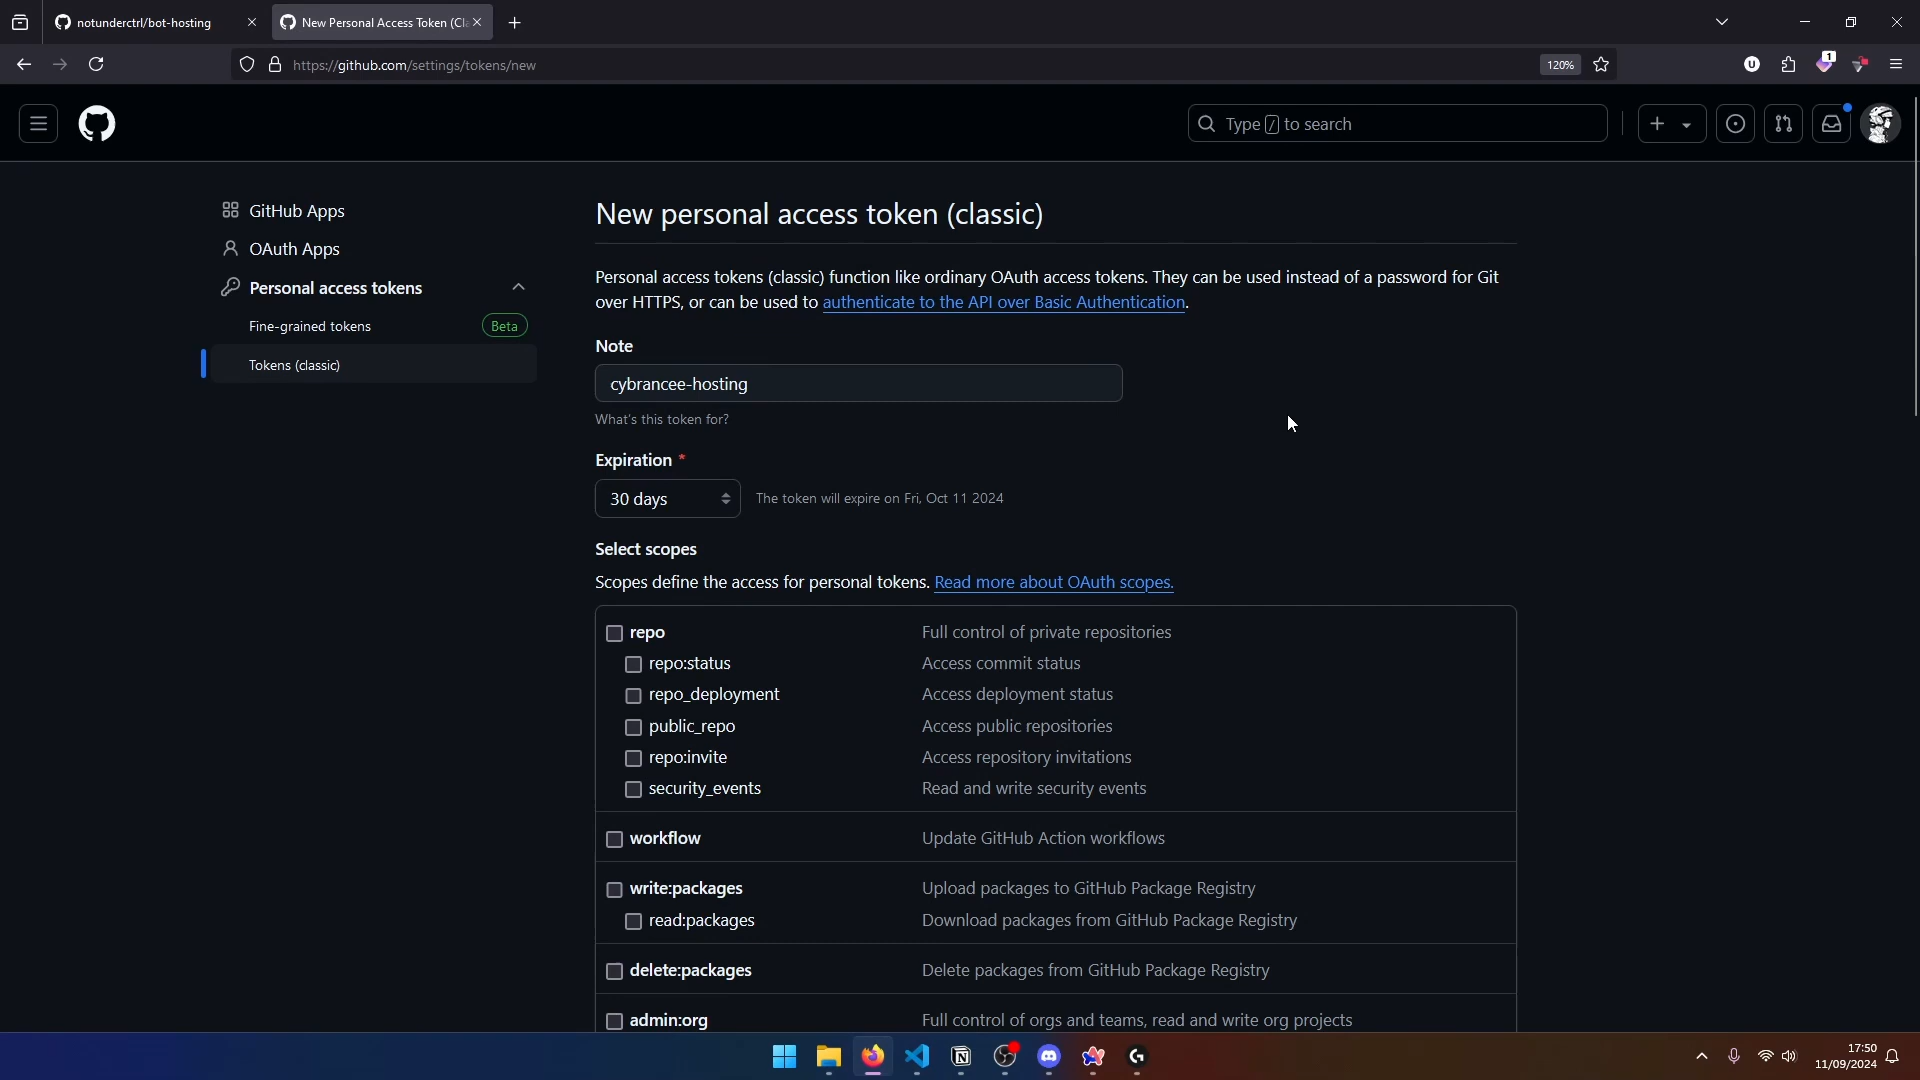 notunderctrl/bot-hosting
New Personal Access Token (Cla
https://github.com/settings/tokens/new
120%
U
1
Type / to search
GitHub Apps
OAuth Apps
Personal access tokens
Fine-grained tokens
Beta
Tokens (classic)
New personal access token (classic)
Personal access tokens (classic) function like ordinary OAuth access tokens. They can be used instead of a password for Git
over HTTPS, or can be used to authenticate to the API over Basic Authentication.
Note
cybrancee-hosting
What's this token for?
Expiration *
30 days
The token will expire on Fri, Oct 11 2024
Select scopes
Scopes define the access for personal tokens. Read more about OAuth scopes.
repo Full control of private repositories
repo:status Access commit status
repo_deployment Access deployment status
public_repo Access public repositories
repo:invite Access repository invitations
security_events Read and write security events
workflow Update GitHub Action workflows
write:packages Upload packages to GitHub Package Registry
read:packages Download packages from GitHub Package Registry
delete:packages Delete packages from GitHub Package Registry
admin:org Full control of orgs and teams, read and write org projects
17:50
11/09/2024